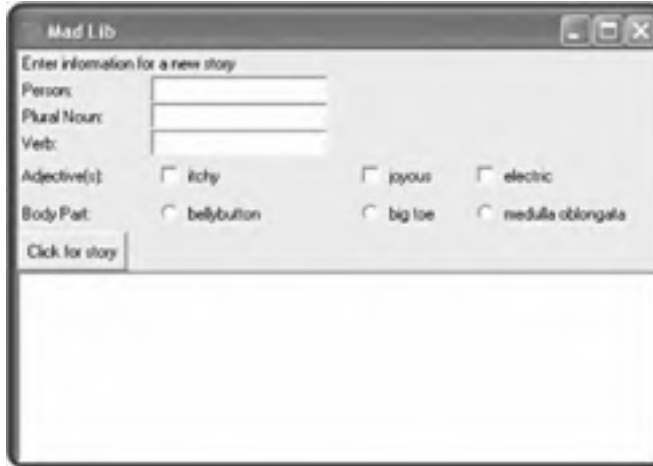 Mad Lib
Enter information for a new story
Person:
Plural Noun:
Verb:
Adjective(s): itchy joyous electric
Body Part: bellybutton big toe medulla oblongata
Click for story